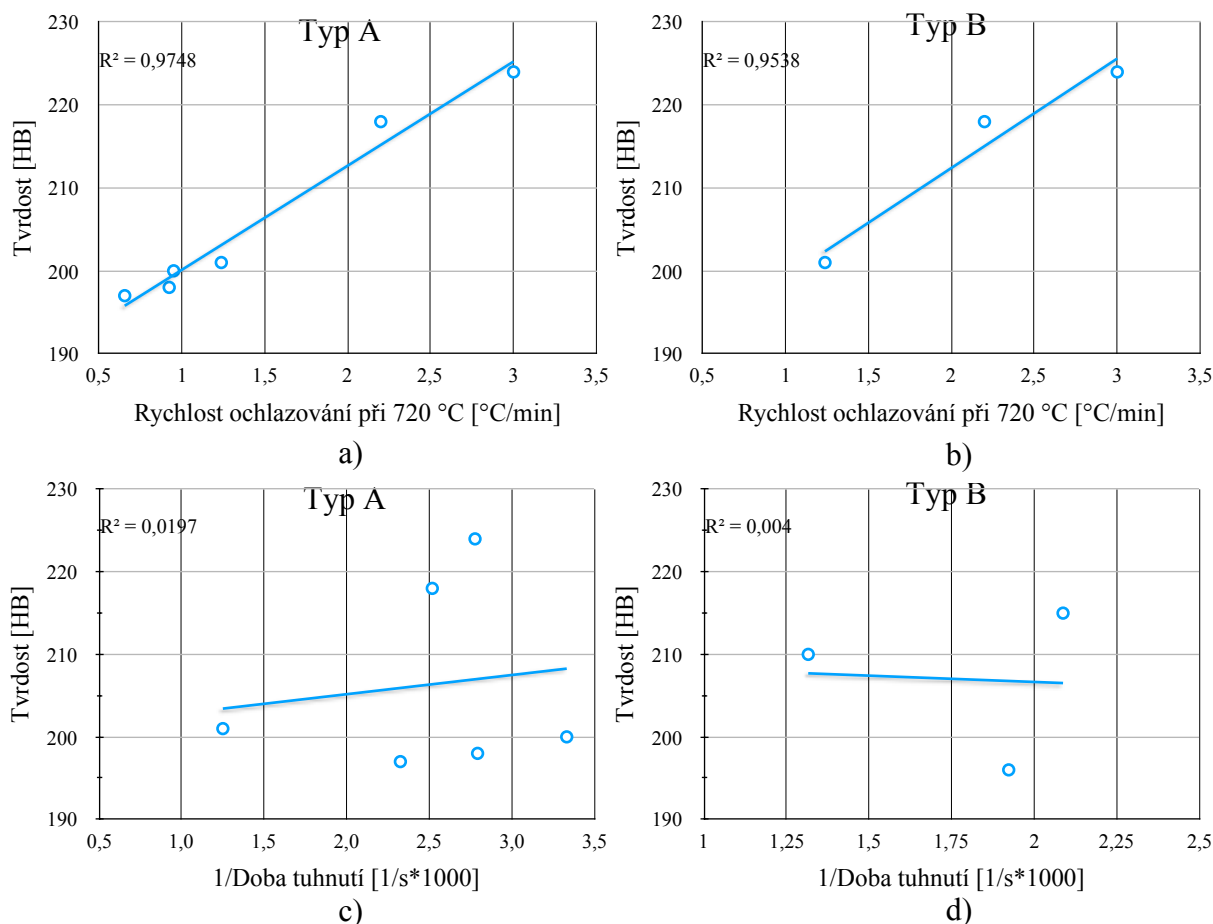 Typ A
R² = 0,9748
Tvrdost [HB]
230
220
210
200
190
0,5 1 1,5 2 2,5 3 3,5
Rychlost ochlazování při 720 °C [°C/min]
a)
Typ B
R² = 0,9538
Tvrdost [HB]
230
220
210
200
190
0,5 1 1,5 2 2,5 3 3,5
Rychlost ochlazování při 720 °C [°C/min]
b)
Typ A
R² = 0,0197
Tvrdost [HB]
230
220
210
200
190
0,5 1,0 1,5 2,0 2,5 3,0 3,5
1/Doba tuhnutí [1/s*1000]
c)
Typ B
R² = 0,004
Tvrdost [HB]
230
220
210
200
190
1 1,25 1,5 1,75 2 2,25 2,5
1/Doba tuhnutí [1/s*1000]
d)